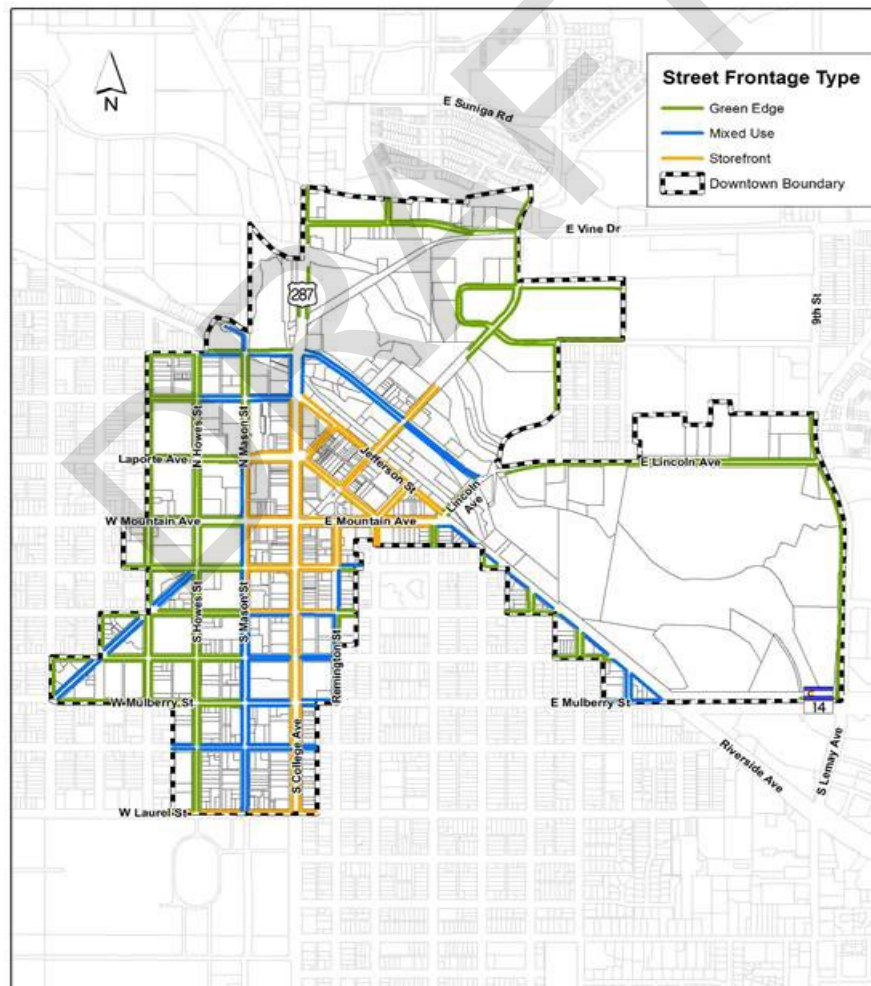 DRAFT
N
Street Frontage Type
Green Edge
Mixed Use
Storefront
Downtown Boundary
E Suniga Rd
E Vine Dr
287
9th St
N Howes St
N Mason St
Laporte Ave
Jefferson St
E Lincoln Ave
Lincoln Ave
W Mountain Ave
E Mountain Ave
S Howes St
S Mason St
Remington St
W Mulberry St
E Mulberry St
14
S College Ave
Riverside Ave
S Lemay Ave
W Laurel St